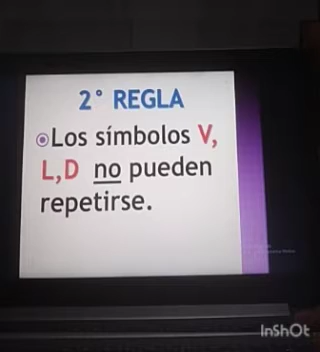 2° REGLA
Los símbolos V,
L,D no pueden
repetirse.
InShOt